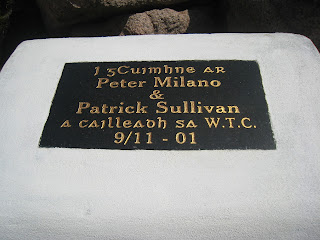 I gCuimhne ar
Peter Milano
&
Patrick Sullivan
a cailleadh sa W.T.C.
9/11 - 01